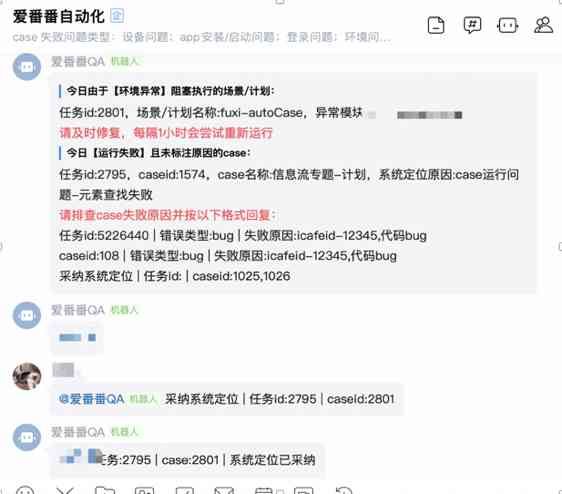 爱番番自动化 企
case 失败问题类型：设备问题；app安装/启动问题；登录问题；环境问...
爱番番QA 机器人
今日由于【环境异常】阻塞执行的场景/计划：
任务id:2801，场景/计划名称:fuxi-autoCase，异常模块
请及时修复，每隔1小时会尝试重新运行
今日【运行失败】且未标注原因的case：
任务id:2795，caseid:1574，case名称:信息流专题-计划，系统定位原因:case运行问
题-元素查找失败
请排查case失败原因并按以下格式回复：
任务id:5226440 | 错误类型:bug | 失败原因:icafeid-12345,代码bug
caseid:108 | 错误类型:bug | 失败原因:icafeid-12345,代码bug
采纳系统定位 | 任务id: | caseid:1025,1026
爱番番QA 机器人
@爱番番QA 机器人 采纳系统定位 | 任务id:2795 | caseid:2801
爱番番QA 机器人
任务:2795 | case:2801 | 系统定位已采纳